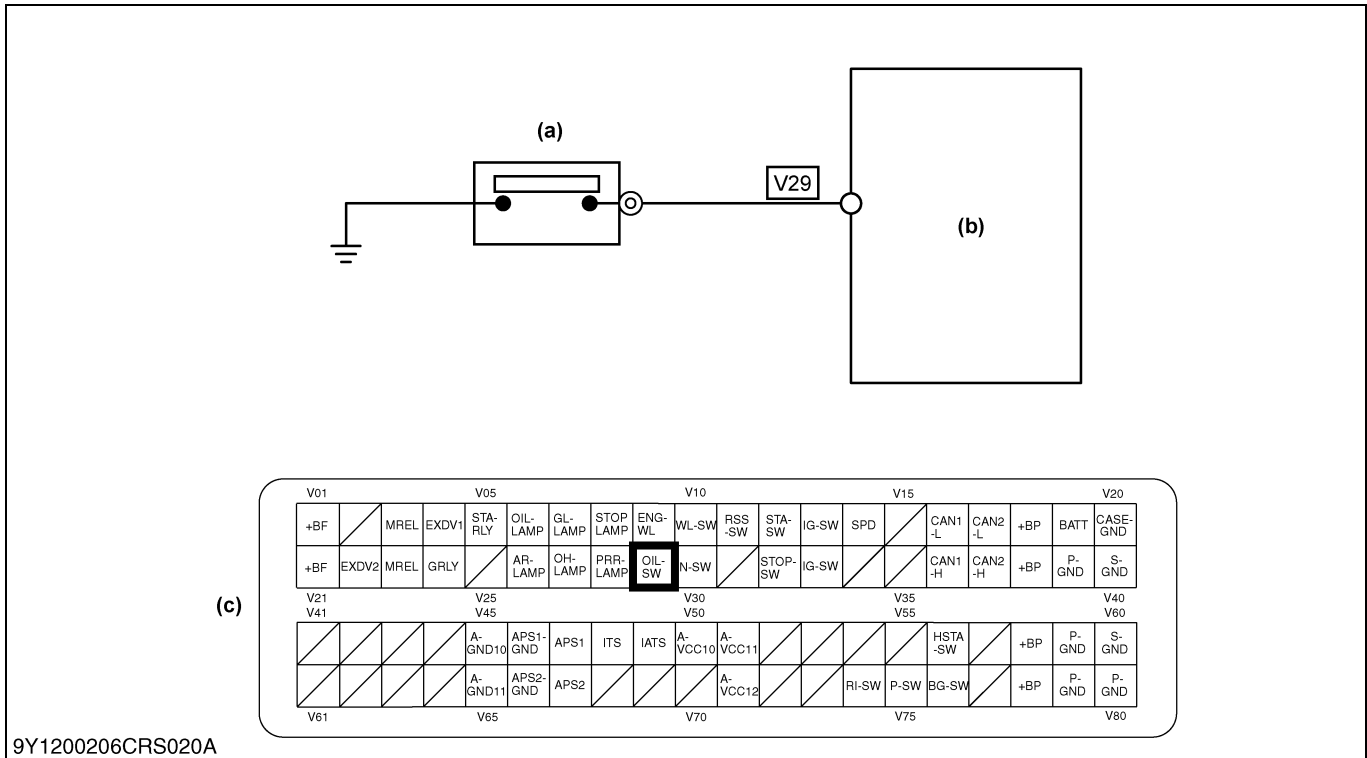 (a)
V29
(b)
(c)
V01 V05 V10 V15 V20
+BF MREL EXDV1 STA-RLY OIL-LAMP GL-LAMP STOP LAMP ENG-WL WL-SW RSS-SW STA-SW IG-SW SPD CAN1-L CAN2-L +BP BATT CASE-GND
+BF EXDV2 MREL GRLY AR-LAMP OH-LAMP PRR-LAMP OIL-SW N-SW STOP-SW IG-SW CAN1-H CAN2-H +BP P-GND S-GND
V21 V25 V30 V35 V40
V41 V45 V50 V55 V60
A-GND10 APS1-GND APS1 ITS IATS A-VCC10 A-VCC11 HSTA-SW +BP P-GND S-GND
A-GND11 APS2-GND APS2 A-VCC12 RI-SW P-SW BG-SW +BP P-GND P-GND
V61 V65 V70 V75 V80
9Y1200206CRS020A